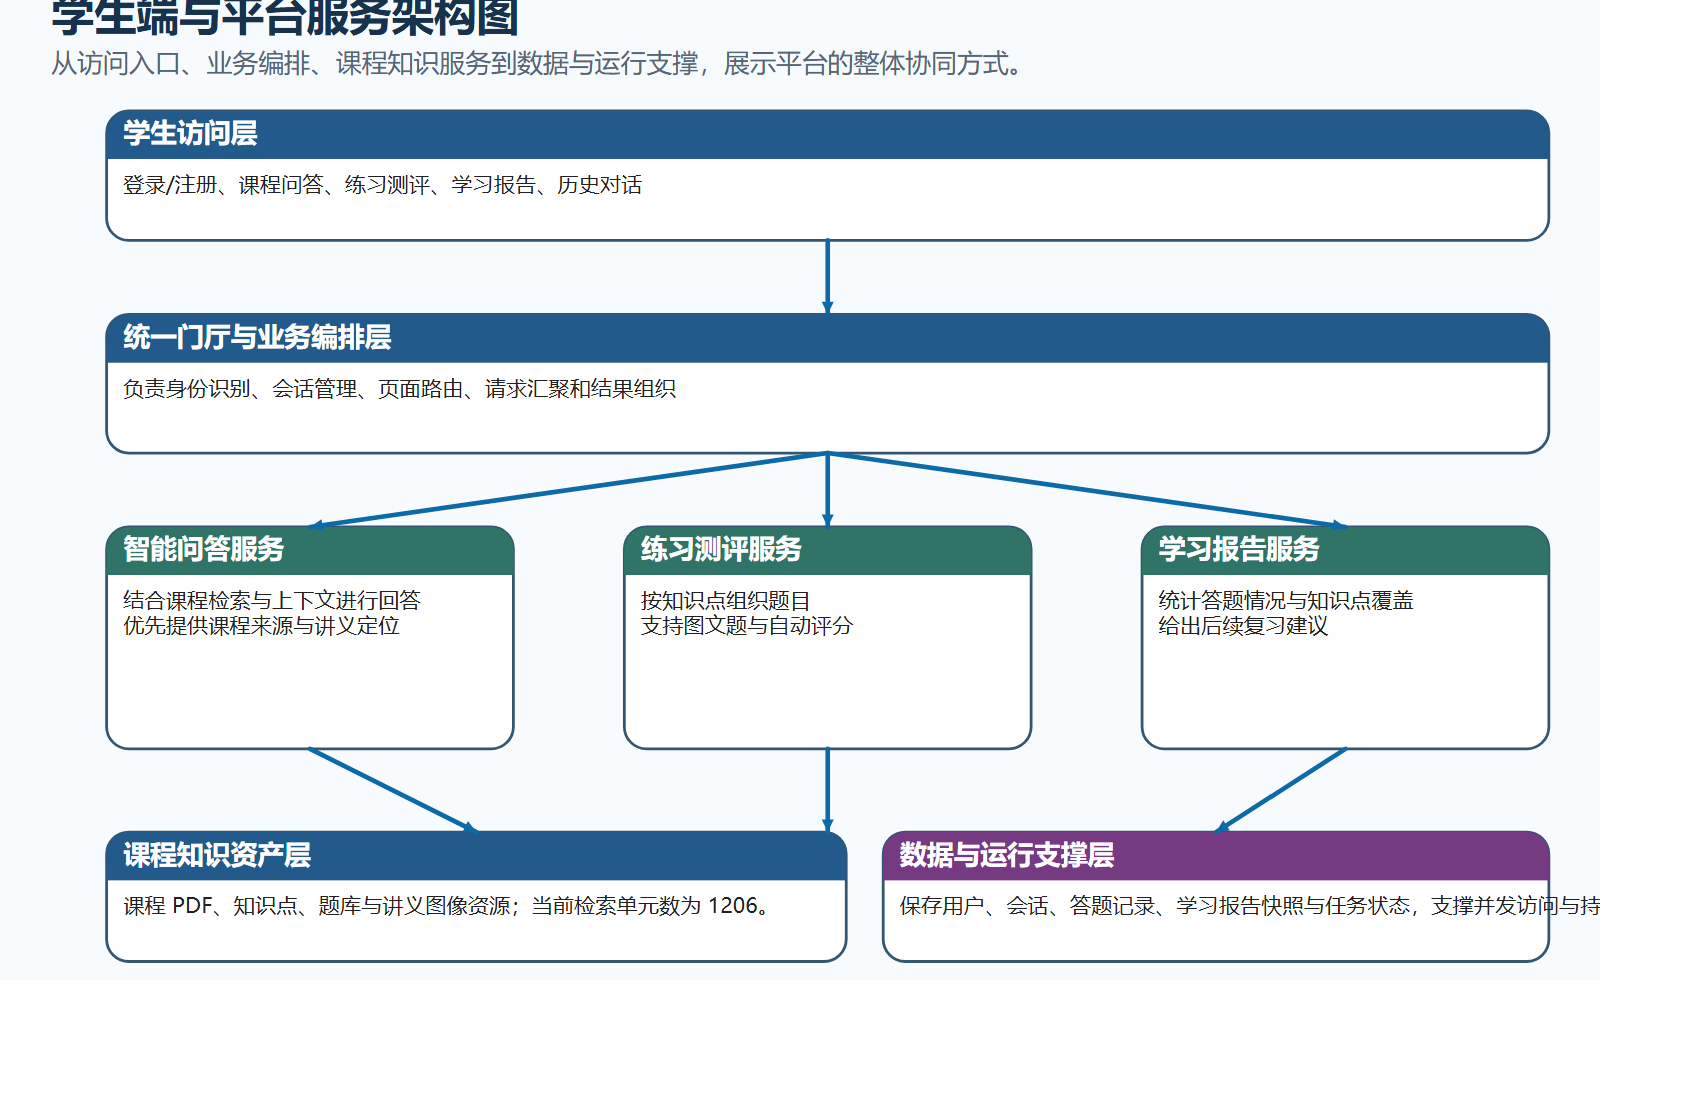 学生端与平台服务架构图
从访问入口、业务编排、课程知识服务到数据与运行支撑，展示平台的整体协同方式。
学生访问层
登录/注册、课程问答、练习测评、学习报告、历史对话
统一门厅与业务编排层
负责身份识别、会话管理、页面路由、请求汇聚和结果组织
智能问答服务
结合课程检索与上下文进行回答
优先提供课程来源与讲义定位
练习测评服务
按知识点组织题目
支持图文题与自动评分
学习报告服务
统计答题情况与知识点覆盖
给出后续复习建议
课程知识资产层
课程 PDF、知识点、题库与讲义图像资源；当前检索单元数为 1206。
数据与运行支撑层
保存用户、会话、答题记录、学习报告快照与任务状态，支撑并发访问与持